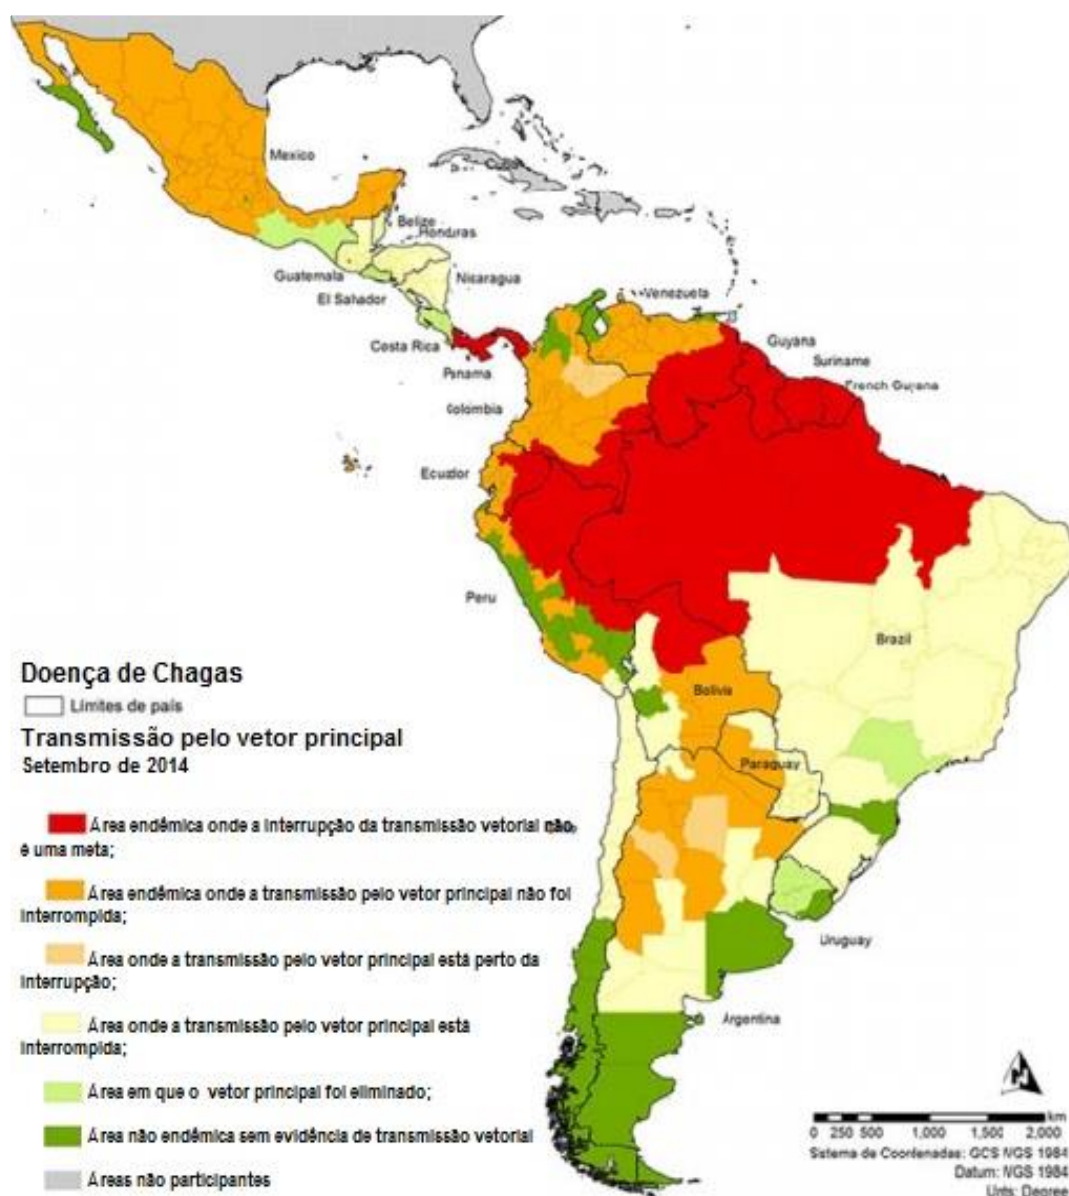 Mexico
Cuba
Belize
Honduras
Guatemala
Nicaragua
El Salvador
Venezuela
Costa Rica
Guyana
Panama
Suriname
French Guyana
Colombia
Ecuador
Peru
Brazil
Bolivia
Paraguay
Uruguay
Argentina
Doença de Chagas
Límites de país
Transmissão pelo vetor principal
Setembro de 2014
Área endêmica onde a interrupção da transmissão vetorial não
é uma meta;
Área endêmica onde a transmissão pelo vetor principal não foi
interrompida;
Área onde a transmissão pelo vetor principal está perto da
interrupção;
Área onde a transmissão pelo vetor principal está
interrompida;
Área em que o vetor principal foi eliminado;
Área não endêmica sem evidência de transmissão vetorial
Áreas não participantes
km
0 250 500 1,000 1,500 2,000
Sistema de Coordenadas: GCS WGS 1984
Datum: WGS 1984
Units: Degree